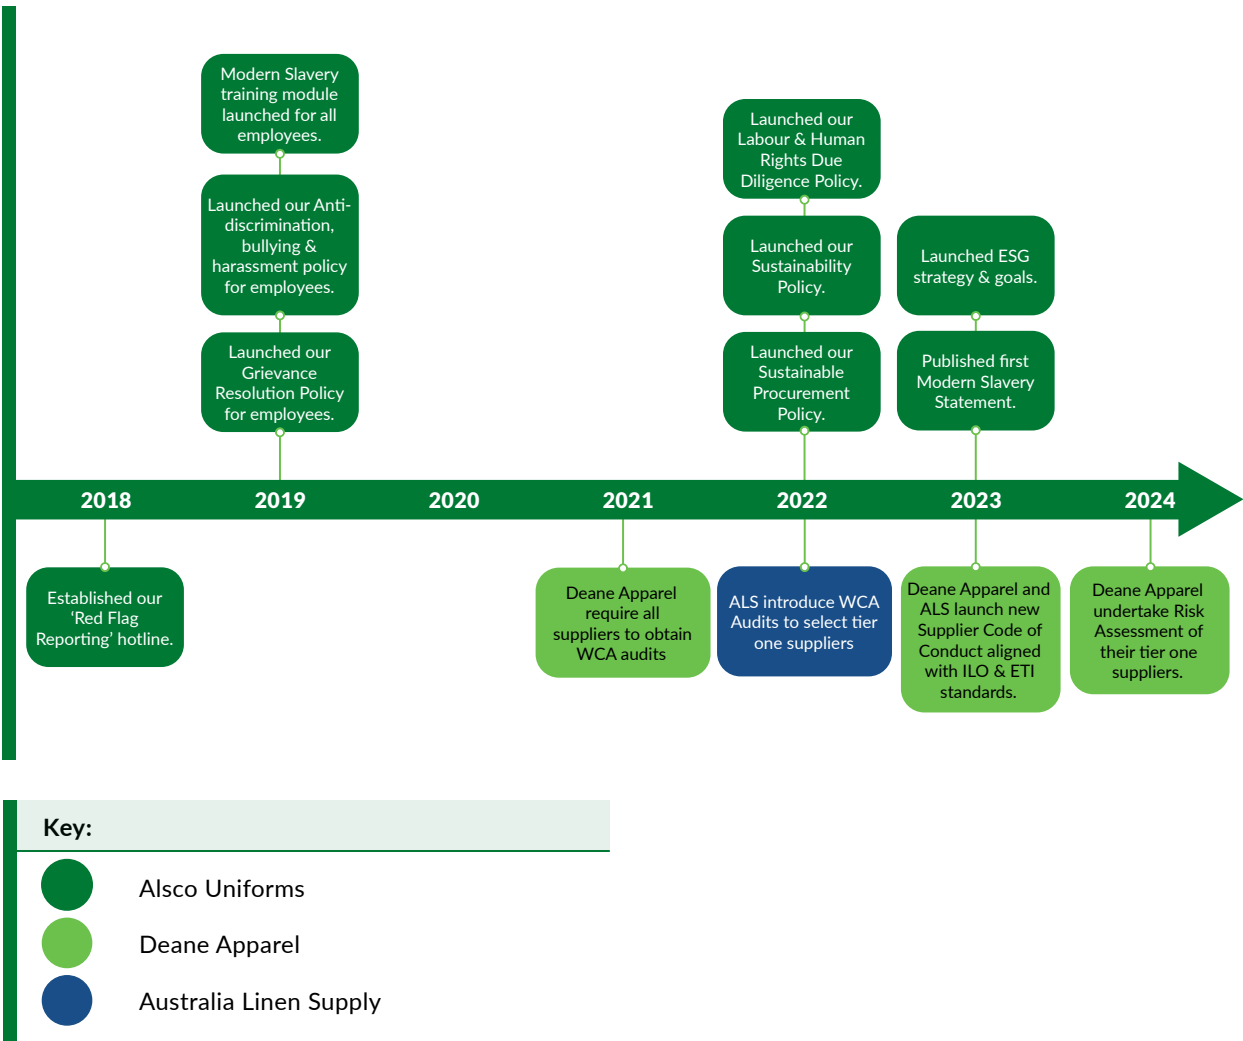 Modern Slavery
training module
launched for all
employees.
Launched our Anti-
discrimination,
bullying &
harassment policy
for employees.
Launched our
Grievance
Resolution Policy
for employees.
Launched our
Labour & Human
Rights Due
Diligence Policy.
Launched our
Sustainability
Policy.
Launched our
Sustainable
Procurement
Policy.
Launched ESG
strategy & goals.
Published first
Modern Slavery
Statement.
2018 2019 2020 2021 2022 2023 2024
Established our
‘Red Flag
Reporting’ hotline.
Deane Apparel
require all
suppliers to obtain
WCA audits
ALS introduce WCA
Audits to select tier
one suppliers
Deane Apparel and
ALS launch new
Supplier Code of
Conduct aligned
with ILO & ETI
standards.
Deane Apparel
undertake Risk
Assessment of
their tier one
suppliers.
Key:
Alsco Uniforms
Deane Apparel
Australia Linen Supply